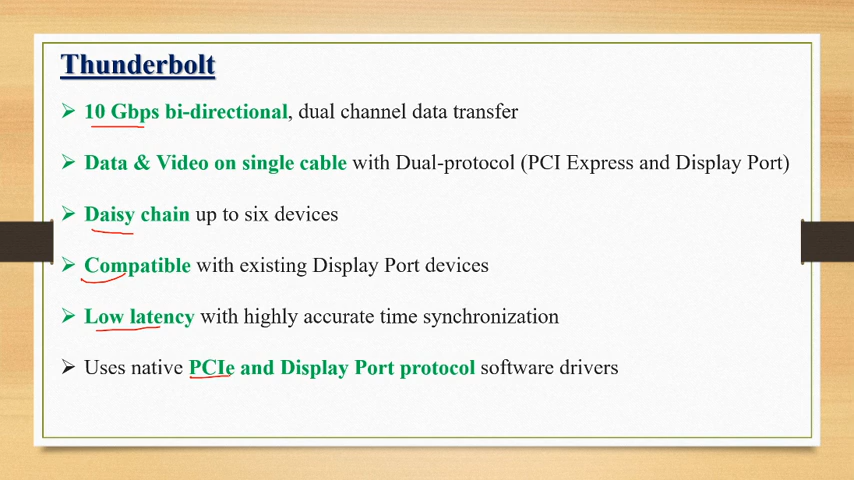 Thunderbolt
➢ 10 Gbps bi-directional, dual channel data transfer
➢ Data & Video on single cable with Dual-protocol (PCI Express and Display Port)
➢ Daisy chain up to six devices
➢ Compatible with existing Display Port devices
➢ Low latency with highly accurate time synchronization
➢ Uses native PCIe and Display Port protocol software drivers